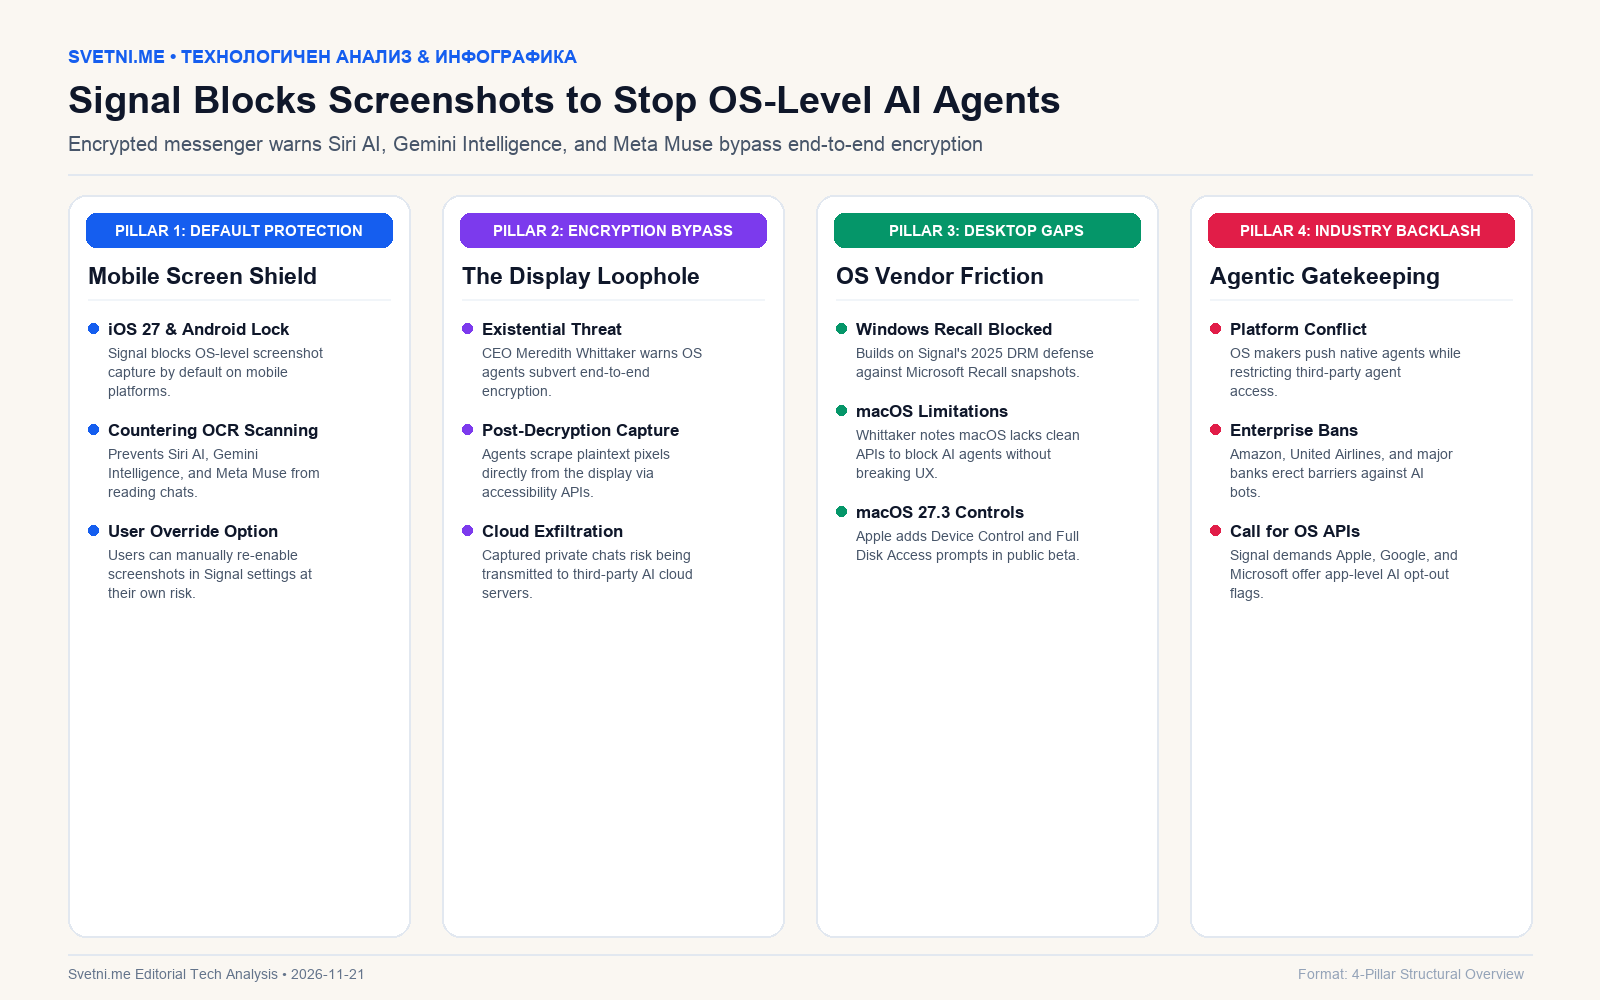 SVETNI.ME • ТЕХНОЛОГИЧЕН АНАЛИЗ & ИНФОГРАФИКА
Signal Blocks Screenshots to Stop OS-Level AI Agents
Encrypted messenger warns Siri AI, Gemini Intelligence, and Meta Muse bypass end-to-end encryption
PILLAR 1: DEFAULT PROTECTION
Mobile Screen Shield
iOS 27 & Android Lock
Signal blocks OS-level screenshot
capture by default on mobile
platforms.
Countering OCR Scanning
Prevents Siri AI, Gemini
Intelligence, and Meta Muse from
reading chats.
User Override Option
Users can manually re-enable
screenshots in Signal settings at
their own risk.
PILLAR 2: ENCRYPTION BYPASS
The Display Loophole
Existential Threat
CEO Meredith Whittaker warns OS
agents subvert end-to-end
encryption.
Post-Decryption Capture
Agents scrape plaintext pixels
directly from the display via
accessibility APIs.
Cloud Exfiltration
Captured private chats risk being
transmitted to third-party AI cloud
servers.
PILLAR 3: DESKTOP GAPS
OS Vendor Friction
Windows Recall Blocked
Builds on Signal's 2025 DRM defense
against Microsoft Recall snapshots.
macOS Limitations
Whittaker notes macOS lacks clean
APIs to block AI agents without
breaking UX.
macOS 27.3 Controls
Apple adds Device Control and Full
Disk Access prompts in public beta.
PILLAR 4: INDUSTRY BACKLASH
Agentic Gatekeeping
Platform Conflict
OS makers push native agents while
restricting third-party agent
access.
Enterprise Bans
Amazon, United Airlines, and major
banks erect barriers against AI
bots.
Call for OS APIs
Signal demands Apple, Google, and
Microsoft offer app-level AI opt-out
flags.
Svetni.me Editorial Tech Analysis • 2026-11-21
Format: 4-Pillar Structural Overview